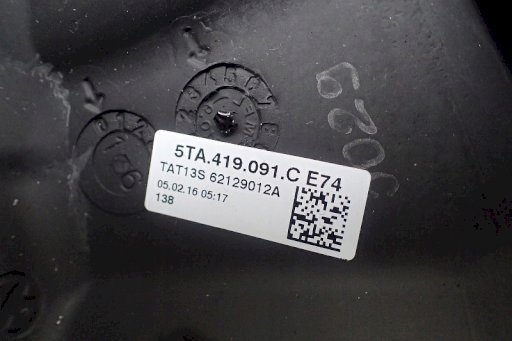 5TA.419.091.C E74
TAT13S 62129012A
05.02.16 05:17
138